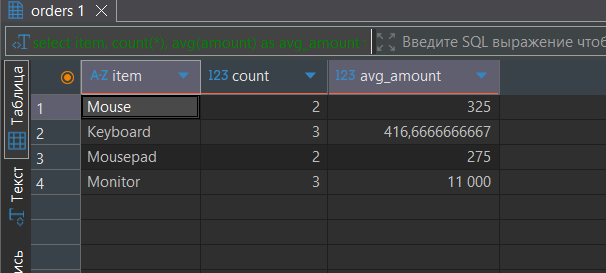 orders 1
select item, count(*), avg(amount) as avg_amount Введите SQL выражение чтоб
Таблица
Текст
ись
A-Z item 123 count 123 avg_amount
1 Mouse 2 325
2 Keyboard 3 416,6666666667
3 Mousepad 2 275
4 Monitor 3 11 000